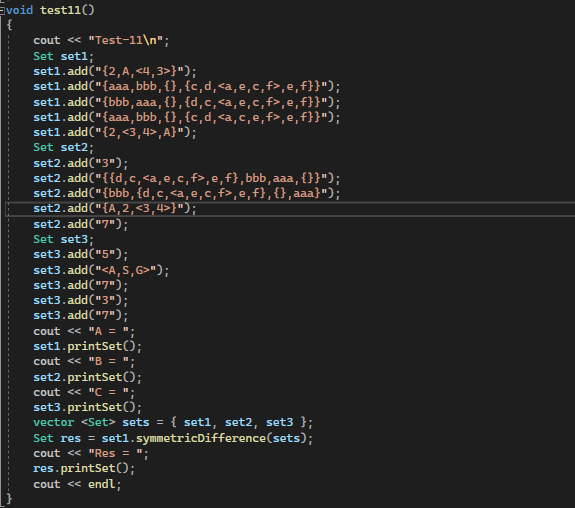 void test11()
{
cout << "Test-11\n";
Set set1;
set1.add("{2,A,<4,3>}");
set1.add("{aaa,bbb,{},{c,d,<a,e,c,f>,e,f}}");
set1.add("{bbb,aaa,{},{d,c,<a,e,c,f>,e,f}}");
set1.add("{aaa,bbb,{},{c,d,<a,c,e,f>,e,f}}");
set1.add("{2,<3,4>,A}");
Set set2;
set2.add("3");
set2.add("{{d,c,<a,e,c,f>,e,f},bbb,aaa,{}}");
set2.add("{bbb,{d,c,<a,e,c,f>,e,f},{},aaa}");
set2.add("{A,2,<3,4>}");
set2.add("7");
Set set3;
set3.add("5");
set3.add("<A,S,G>");
set3.add("7");
set3.add("3");
set3.add("7");
cout << "A = ";
set1.printSet();
cout << "B = ";
set2.printSet();
cout << "C = ";
set3.printSet();
vector <Set> sets = { set1, set2, set3 };
Set res = set1.symmetricDifference(sets);
cout << "Res = ";
res.printSet();
cout << endl;
}